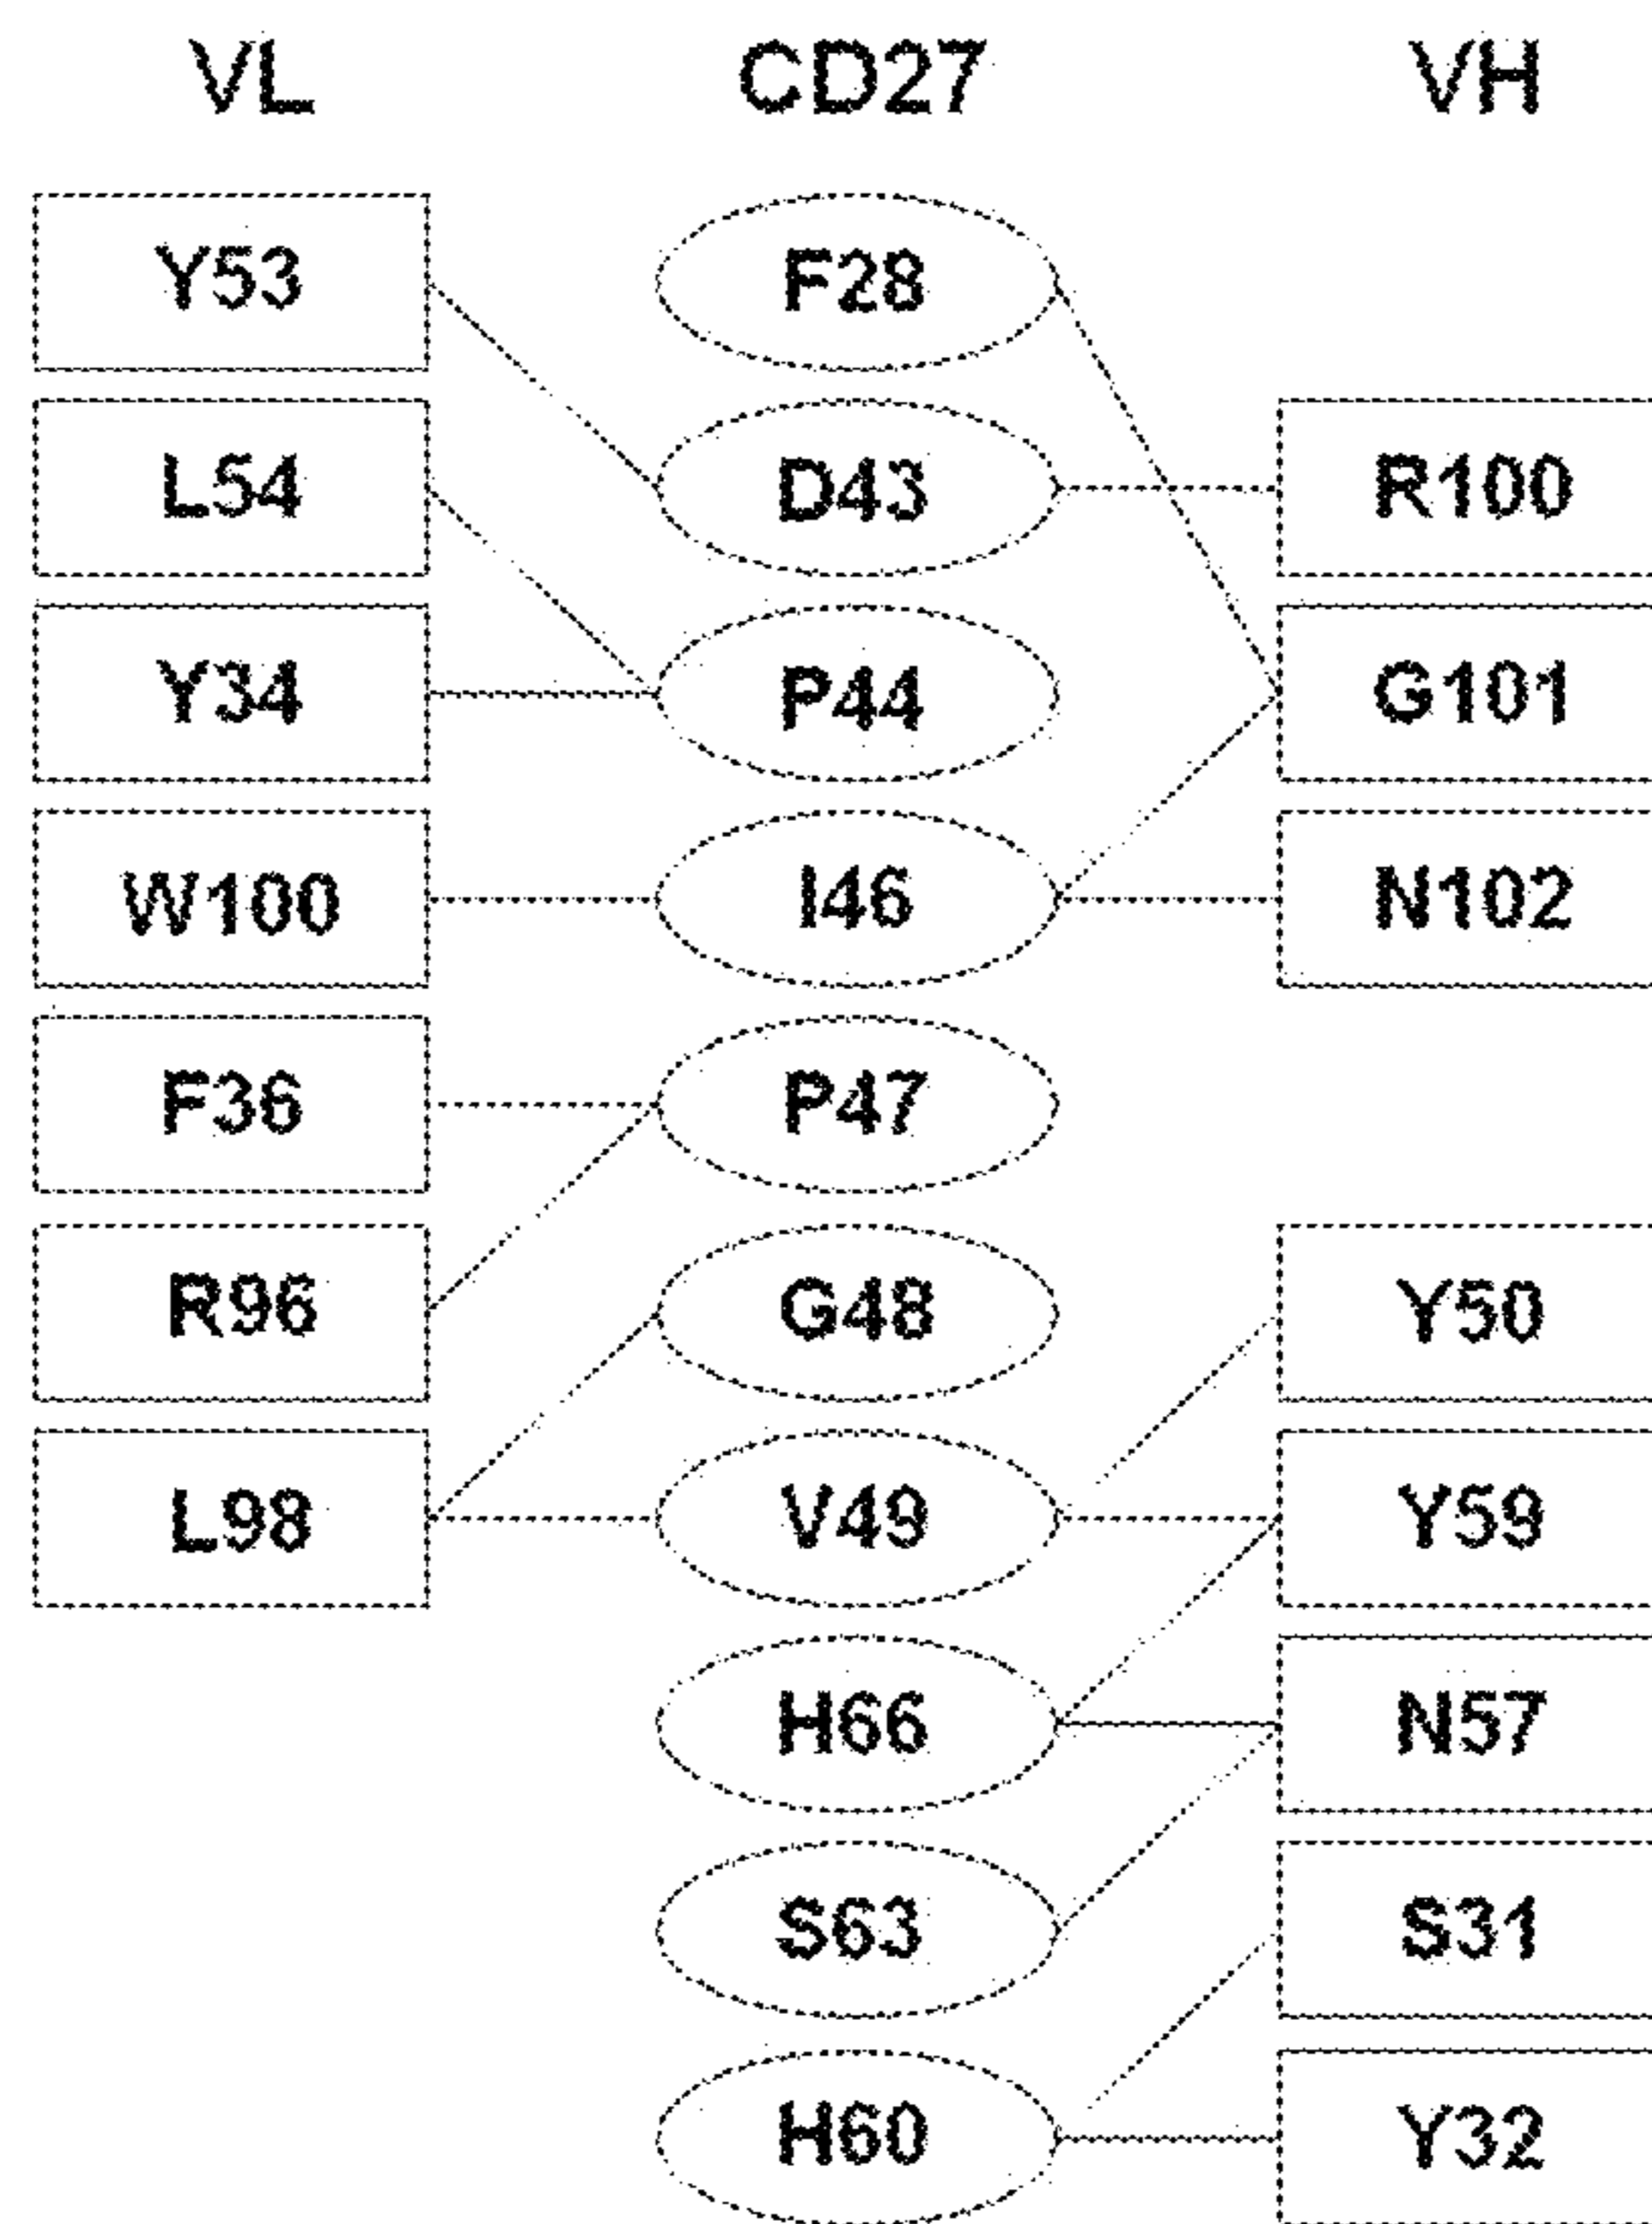 VL CD27 VH
Y53 F28
L54 D43 R100
Y34 P44 G101
W100 I46 N102
F36 P47
R96 G48 Y50
L98 V49 Y59
H66 N57
S63 S31
H60 Y32